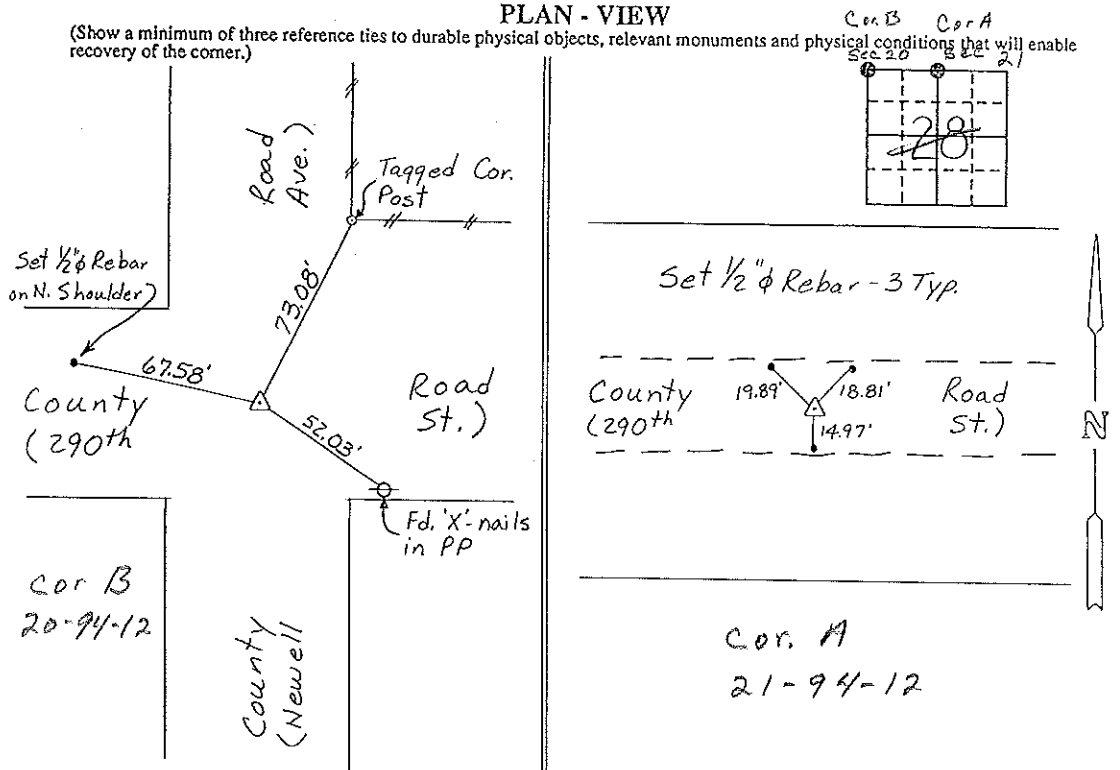 PLAN - VIEW
(Show a minimum of three reference ties to durable physical objects, relevant monuments and physical conditions that will enable
recovery of the corner.)
Cor. B Cor A
Sec 20 Sec 21
28
Road
Ave.)
Tagged Cor.
Post
Set 1/2"ϕ Rebar
on N. Shoulder)
73.08'
67.58'
52.03'
County
(290th
Road
St.)
Fd. 'X'-nails
in PP
Cor B
20-94-12
County
(Newell
Set 1/2"ϕ Rebar - 3 Typ.
19.89'
18.81'
14.97'
County
(290th
Road
St.)
N
Cor. A
21-94-12